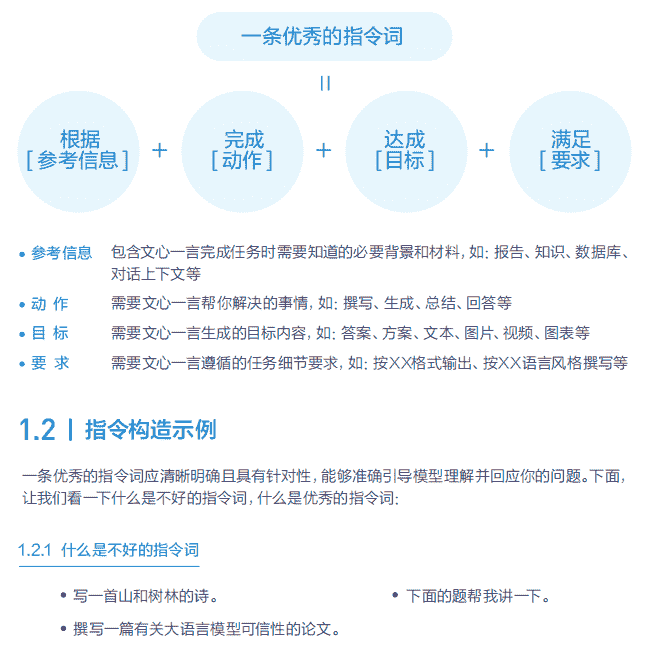 一条优秀的指令词
=
根据 + 完成 + 达成 + 满足
[参考信息] [动作] [目标] [要求]
• 参考信息 包含文心一言完成任务时需要知道的必要背景和材料，如：报告、知识、数据库、
对话上下文等
• 动 作 需要文心一言帮你解决的事情，如：撰写、生成、总结、回答等
• 目 标 需要文心一言生成的目标内容，如：答案、方案、文本、图片、视频、图表等
• 要 求 需要文心一言遵循的任务细节要求，如：按XX格式输出、按XX语言风格撰写等
1.2 | 指令构造示例
一条优秀的指令词应清晰明确且具有针对性，能够准确引导模型理解并回应你的问题。下面，
让我们看一下什么是不好的指令词，什么是优秀的指令词：
1.2.1 什么是不好的指令词
• 写一首山和树林的诗。 • 下面的题帮我讲一下。
• 撰写一篇有关大语言模型可信性的论文。